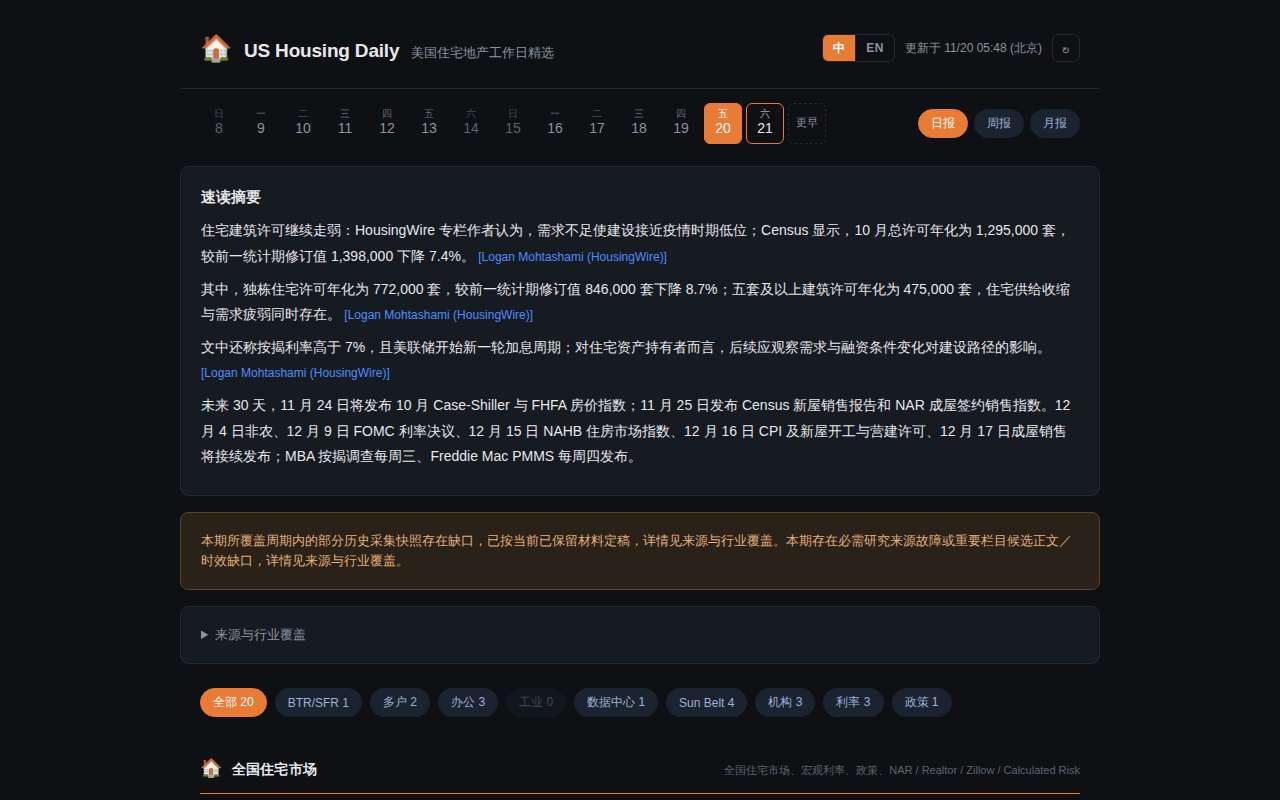 US Housing Daily 美国住宅地产工作日精选
中 EN 更新于 11/20 05:48 (北京) ↻
日 一 二 三 四 五 六 日 一 二 三 四 五 六
8 9 10 11 12 13 14 15 16 17 18 19 20 21 更早 日报 周报 月报
速读摘要
住宅建筑许可继续走弱：HousingWire 专栏作者认为，需求不足使建设接近疫情时期低位；Census 显示，10 月总许可年化为 1,295,000 套，
较前一统计期修订值 1,398,000 下降 7.4%。 [Logan Mohtashami (HousingWire)]
其中，独栋住宅许可年化为 772,000 套，较前一统计期修订值 846,000 套下降 8.7%；五套及以上建筑许可年化为 475,000 套，住宅供给收缩
与需求疲弱同时存在。 [Logan Mohtashami (HousingWire)]
文中还称按揭利率高于 7%，且美联储开始新一轮加息周期；对住宅资产持有者而言，后续应观察需求与融资条件变化对建设路径的影响。
[Logan Mohtashami (HousingWire)]
未来 30 天，11 月 24 日将发布 10 月 Case-Shiller 与 FHFA 房价指数；11 月 25 日发布 Census 新屋销售报告和 NAR 成屋签约销售指数。12
月 4 日非农、12 月 9 日 FOMC 利率决议、12 月 15 日 NAHB 住房市场指数、12 月 16 日 CPI 及新屋开工与营建许可、12 月 17 日成屋销售
将接续发布；MBA 按揭调查每周三、Freddie Mac PMMS 每周四发布。
本期所覆盖周期内的部分历史采集快照存在缺口，已按当前已保留材料定稿，详情见来源与行业覆盖。本期存在必需研究来源故障或重要栏目候选正文／
时效缺口，详情见来源与行业覆盖。
▶ 来源与行业覆盖
全部 20 BTR/SFR 1 多户 2 办公 3 工业 0 数据中心 1 Sun Belt 4 机构 3 利率 3 政策 1
全国住宅市场 全国住宅市场、宏观利率、政策、NAR / Realtor / Zillow / Calculated Risk